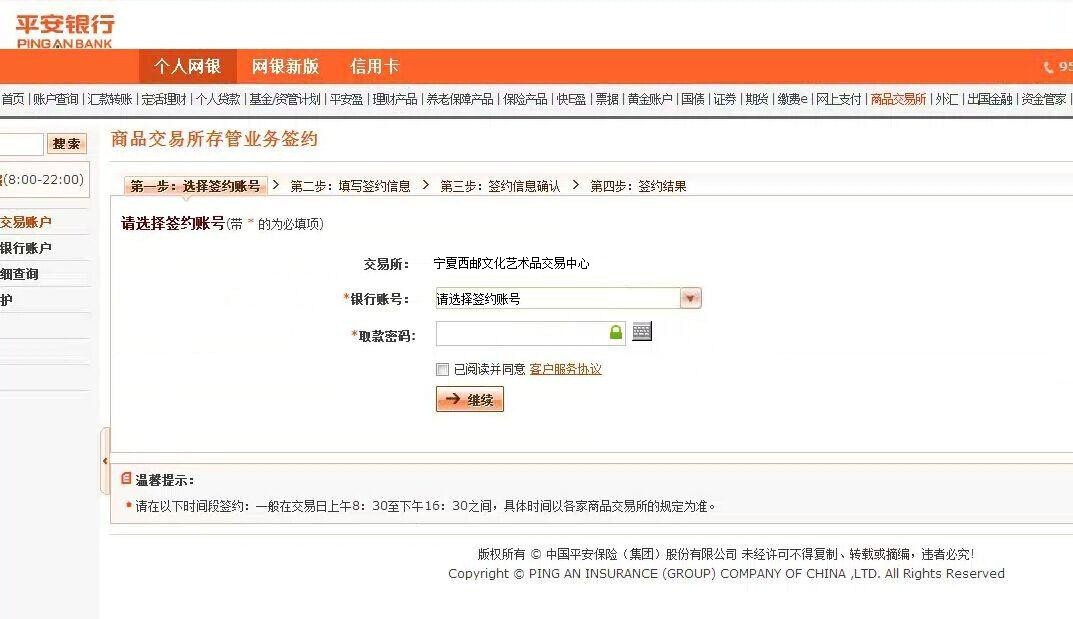 平安银行
PING AN BANK
个人网银 网银新版 信用卡 95
首页 | 账户查询 | 汇款转账 | 定活理财 | 个人贷款 | 基金/资管计划 | 平安盈 | 理财产品 | 养老保障产品 | 保险产品 | 快E盈 | 票据 | 黄金账户 | 国债 | 证券 | 期货 | 缴费e | 网上支付 | 商品交易所 | 外汇 | 出国金融 | 资金管家 |
搜索
(8:00-22:00)
交易账户
银行账户
细查询
护
商品交易所存管业务签约
第一步：选择签约账号 > 第二步：填写签约信息 > 第三步：签约信息确认 > 第四步：签约结果
请选择签约账号(带 * 的为必填项)
交易所： 宁夏西邮文化艺术品交易中心
*银行账号： 请选择签约账号
*取款密码：
已阅读并同意 客户服务协议
→ 继续
温馨提示：
请在以下时间段签约：一般在交易日上午8：30至下午16：30之间，具体时间以各家商品交易所的规定为准。
版权所有 © 中国平安保险（集团）股份有限公司 未经许可不得复制、转载或摘编，违者必究!
Copyright © PING AN INSURANCE (GROUP) COMPANY OF CHINA ,LTD. All Rights Reserved